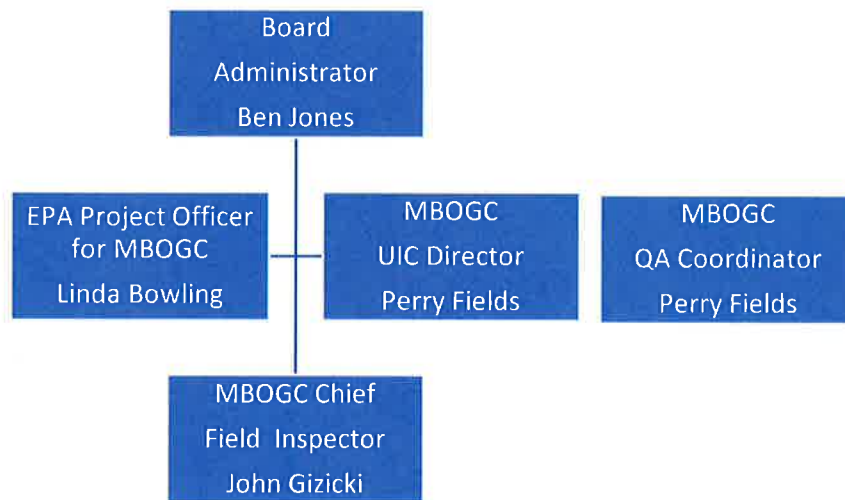 Board
Administrator
Ben Jones
EPA Project Officer
for MBOGC
Linda Bowling
MBOGC
UIC Director
Perry Fields
MBOGC
QA Coordinator
Perry Fields
MBOGC Chief
Field Inspector
John Gizicki